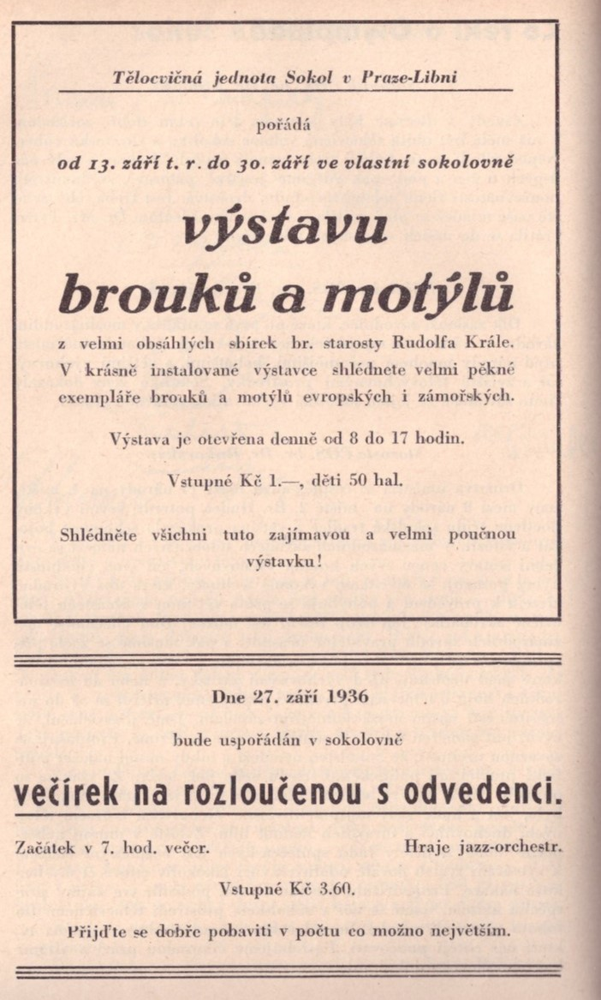 Tělocvičná jednota Sokol v Praze-Libni
pořádá
od 13. září t. r. do 30. září ve vlastní sokolovně
výstavu
brouků a motýlů
z velmi obsáhlých sbírek br. starosty Rudolfa Krále.
V krásně instalované výstavce shlédnete velmi pěkné
exempláře brouků a motýlů evropských i zámořských.
Výstava je otevřena denně od 8 do 17 hodin.
Vstupné Kč 1.—, děti 50 hal.
Shlédněte všichni tuto zajímavou a velmi poučnou
výstavku!
Dne 27. září 1936
bude uspořádán v sokolovně
večírek na rozloučenou s odvedenci.
Začátek v 7. hod. večer. Hraje jazz-orchestr.
Vstupné Kč 3.60.
Přijďte se dobře pobaviti v počtu co možno největším.